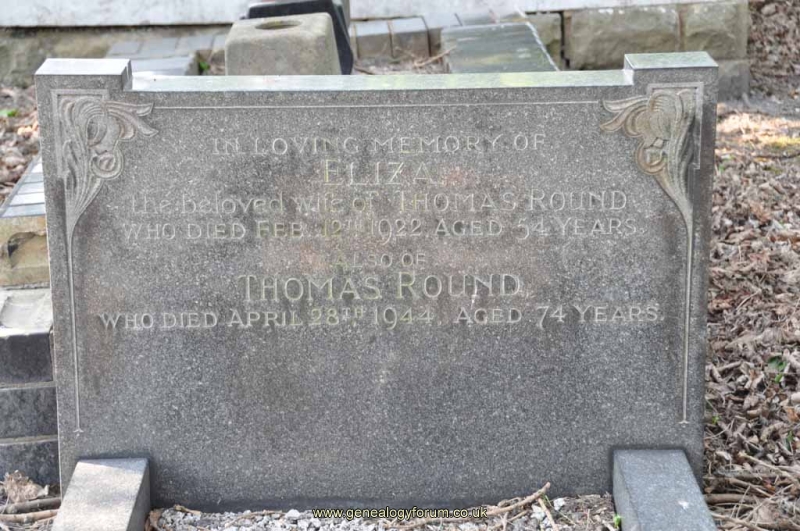 IN LOVING MEMORY OF
ELIZA
the beloved wife of THOMAS ROUND
WHO DIED FEB. 12TH 1922, AGED 54 YEARS.
ALSO OF
THOMAS ROUND
WHO DIED APRIL 28TH 1944, AGED 74 YEARS.
www.genealogyforum.co.uk